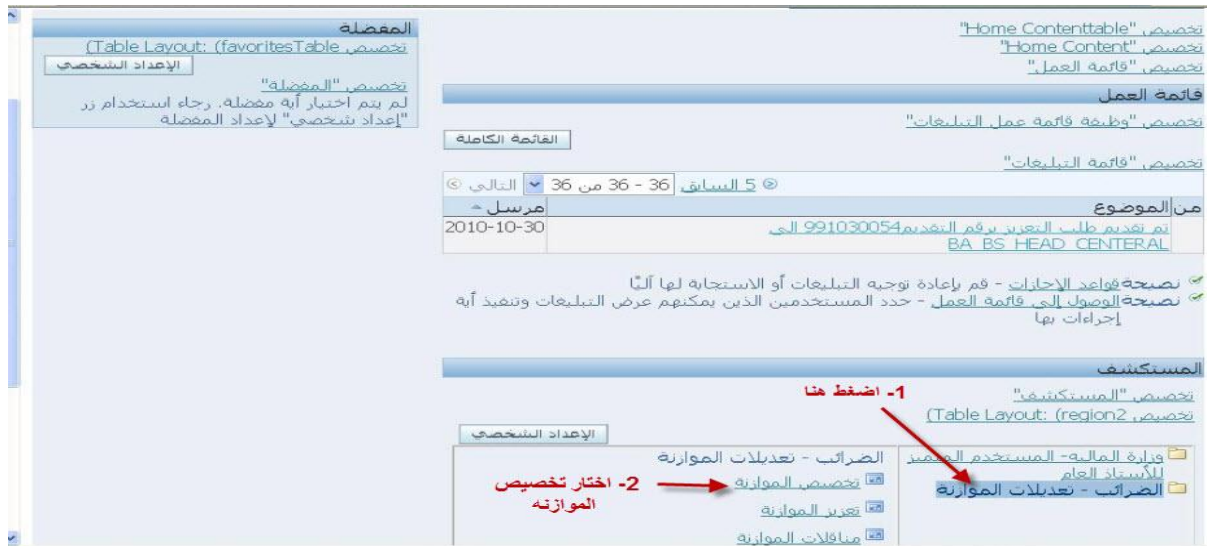 تخصيص "Home Contenttable"
تخصيص "Home Content"
تخصيص "قائمة العمل"
قائمة العمل
تخصيص "وظيفة قائمة عمل التبليغات"
القائمة الكاملة
تخصيص "قائمة التبليغات"
5 السابق 36 - 36 من 36 التالي
من الموضوع مرسل
تم تقديم طلب التعزيز برقم التقديم991030054 الى 2010-10-30
BA BS HEAD CENTERAL
نصيحة قواعد الإجازات - قم بإعادة توجيه التبليغات أو الاستجابة لها آليًا
نصيحة الوصول إلى قائمة العمل - حدد المستخدمين الذين يمكنهم عرض التبليغات وتنفيذ أية
إجراءات بها
المستكشف
تخصيص "المستكشف"
تخصيص Table Layout: (region2)
الإعداد الشخصي
1- اضغط هنا
وزارة المالية- المستخدم المتميز
للأستاذ العام
الضرائب - تعديلات الموازنة
الضرائب - تعديلات الموازنة
تخصيص الموازنة
تعزيز الموازنة
مناقلات الموازنة
2- اختار تخصيص
الموازنه
المفضلة
تخصيص Table Layout: (favoritesTable)
الإعداد الشخصي
تخصيص "المفضلة"
لم يتم اختيار أية مفضلة. رجاء استخدام زر
"إعداد شخصي" لإعداد المفضلة